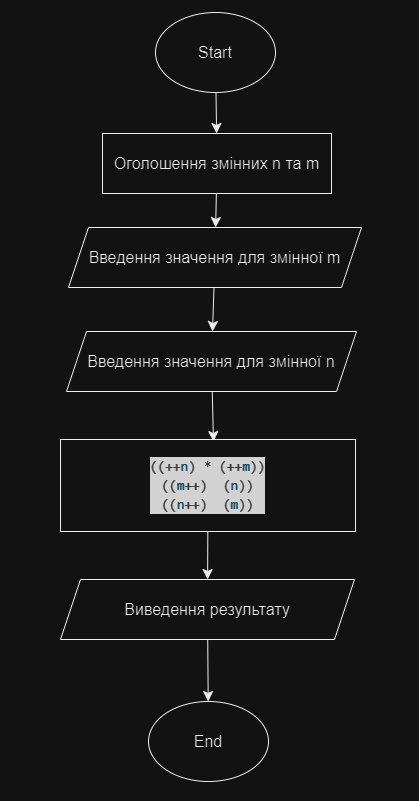 Start
Оголошення змінних n та m
Введення значення для змінної m
Введення значення для змінної n
((++n) * (++m))
((m++) (n))
((n++) (m))
Виведення результату
End